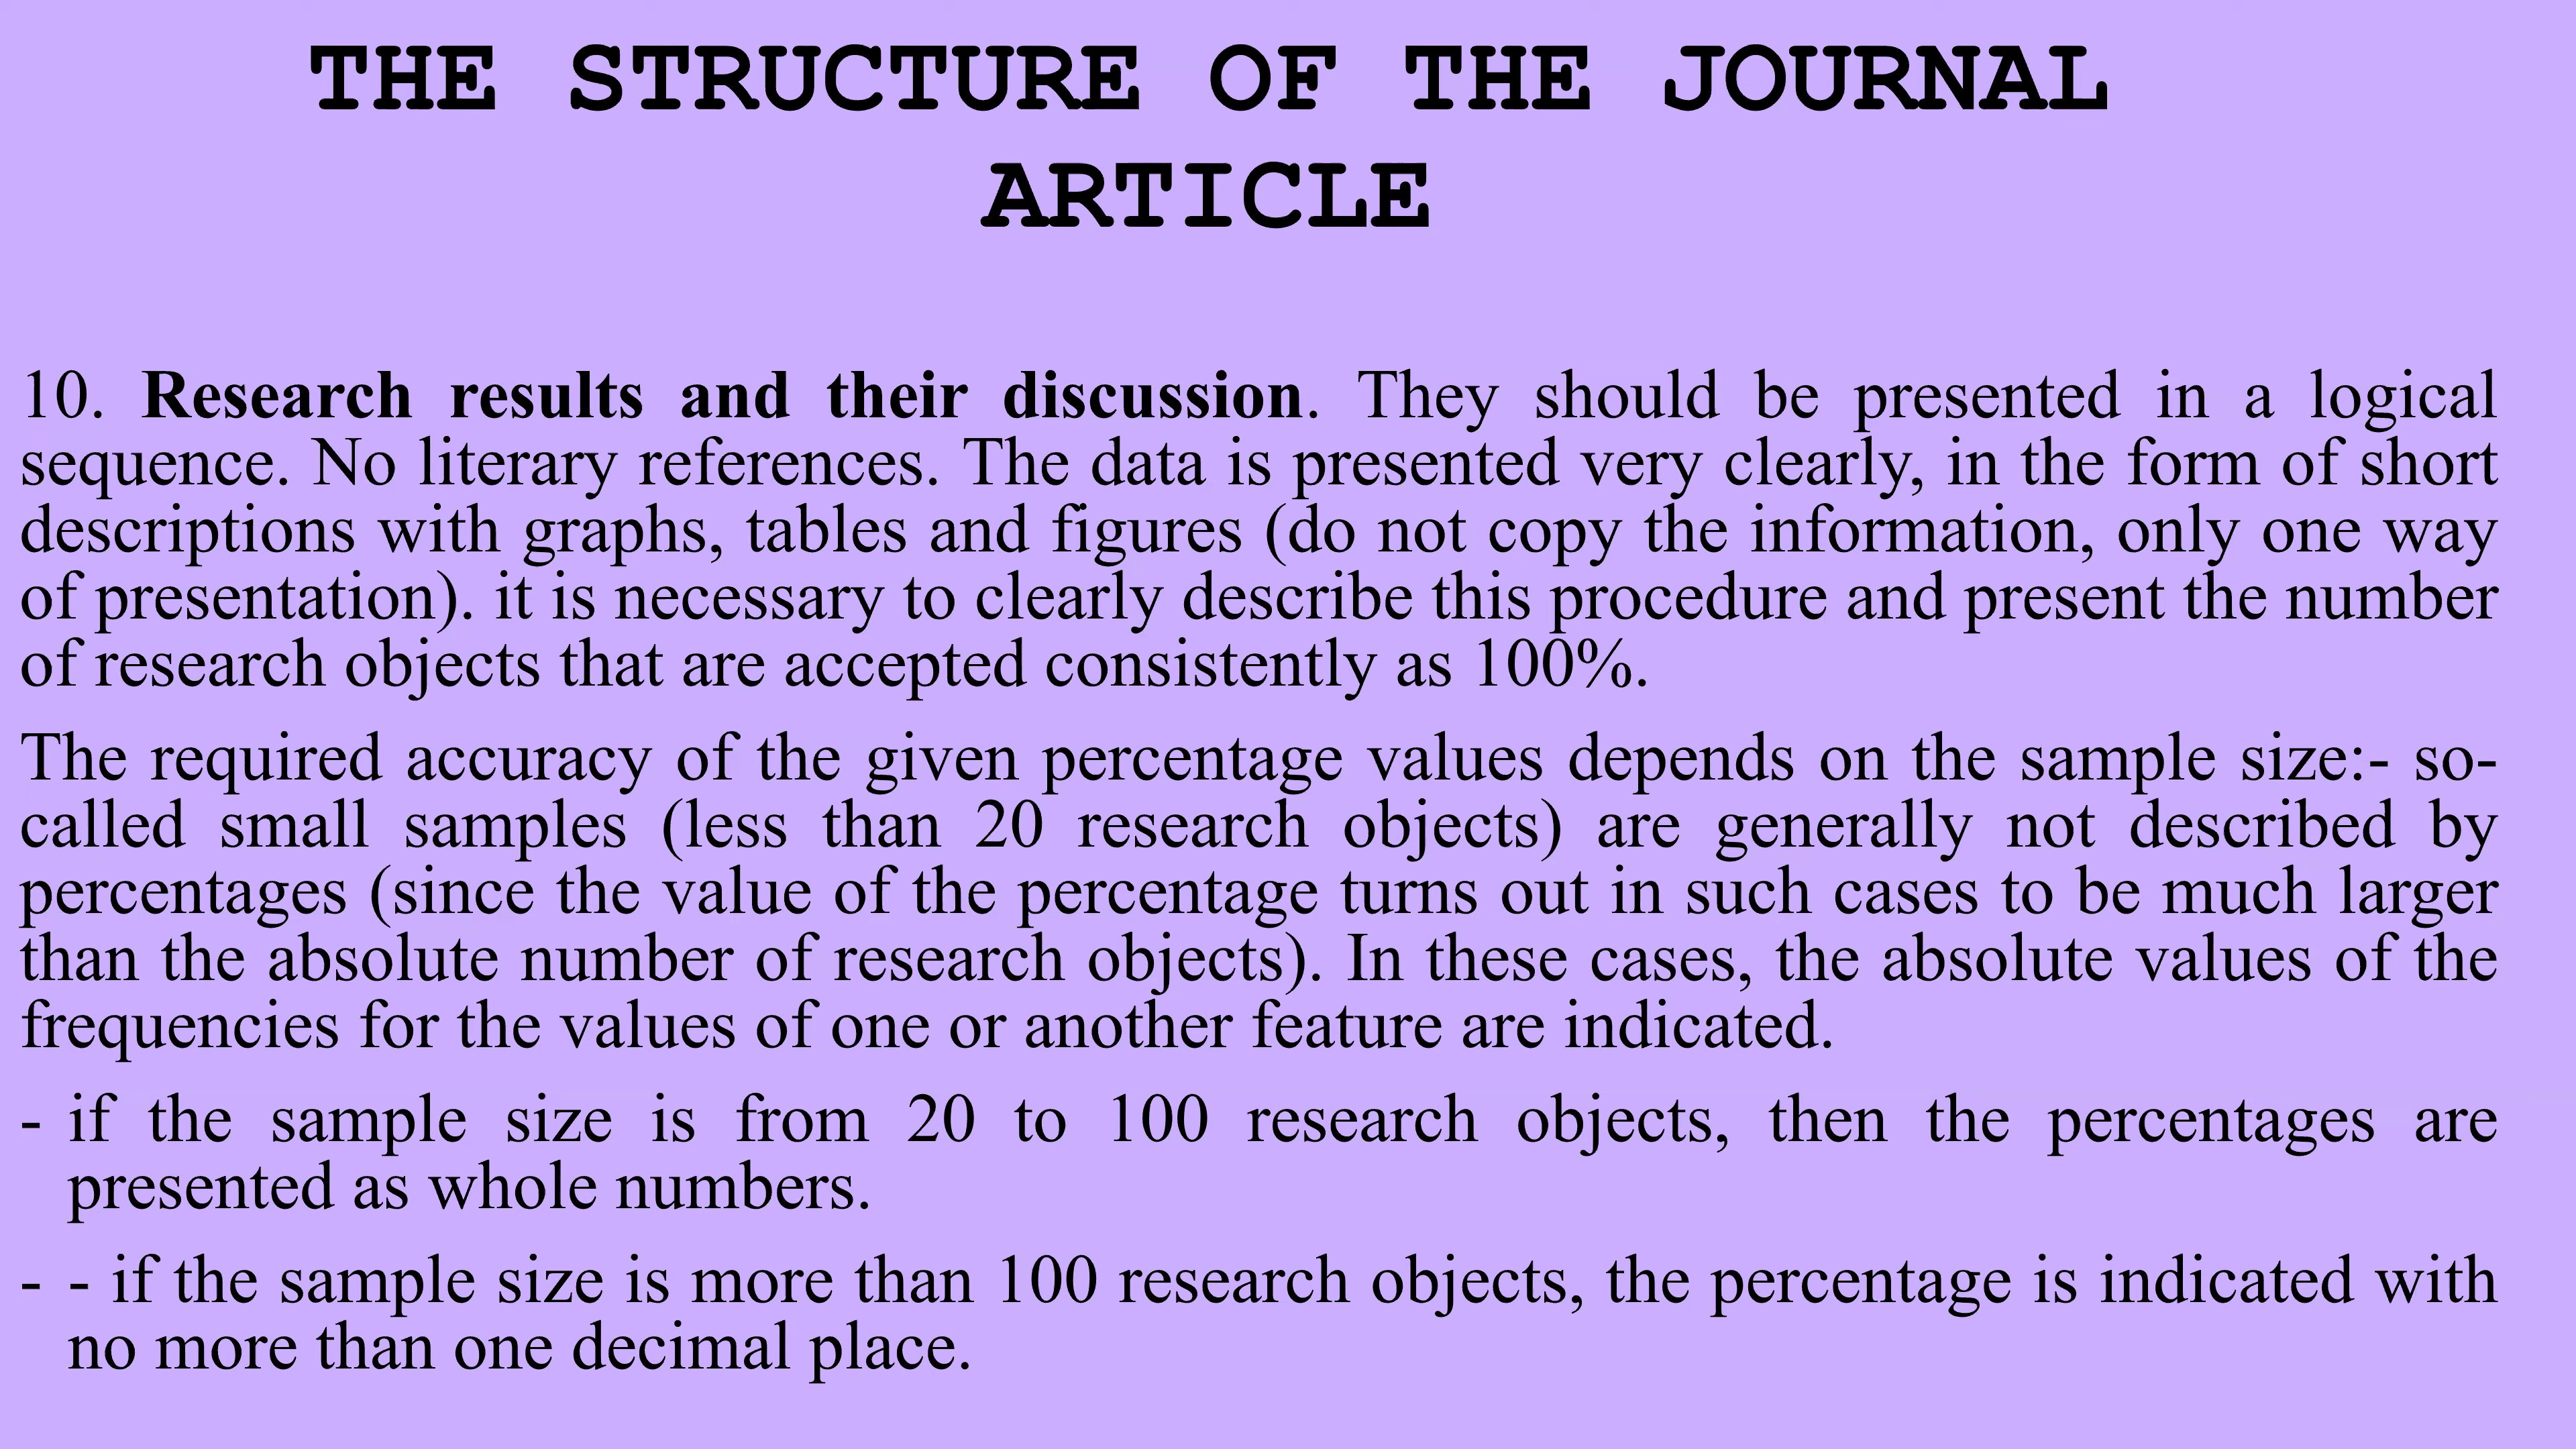 THE STRUCTURE OF THE JOURNAL
ARTICLE
10. Research results and their discussion. They should be presented in a logical
sequence. No literary references. The data is presented very clearly, in the form of short
descriptions with graphs, tables and figures (do not copy the information, only one way
of presentation). it is necessary to clearly describe this procedure and present the number
of research objects that are accepted consistently as 100%.
The required accuracy of the given percentage values depends on the sample size:- so-
called small samples (less than 20 research objects) are generally not described by
percentages (since the value of the percentage turns out in such cases to be much larger
than the absolute number of research objects). In these cases, the absolute values of the
frequencies for the values of one or another feature are indicated.
- if the sample size is from 20 to 100 research objects, then the percentages are
presented as whole numbers.
- - if the sample size is more than 100 research objects, the percentage is indicated with
no more than one decimal place.